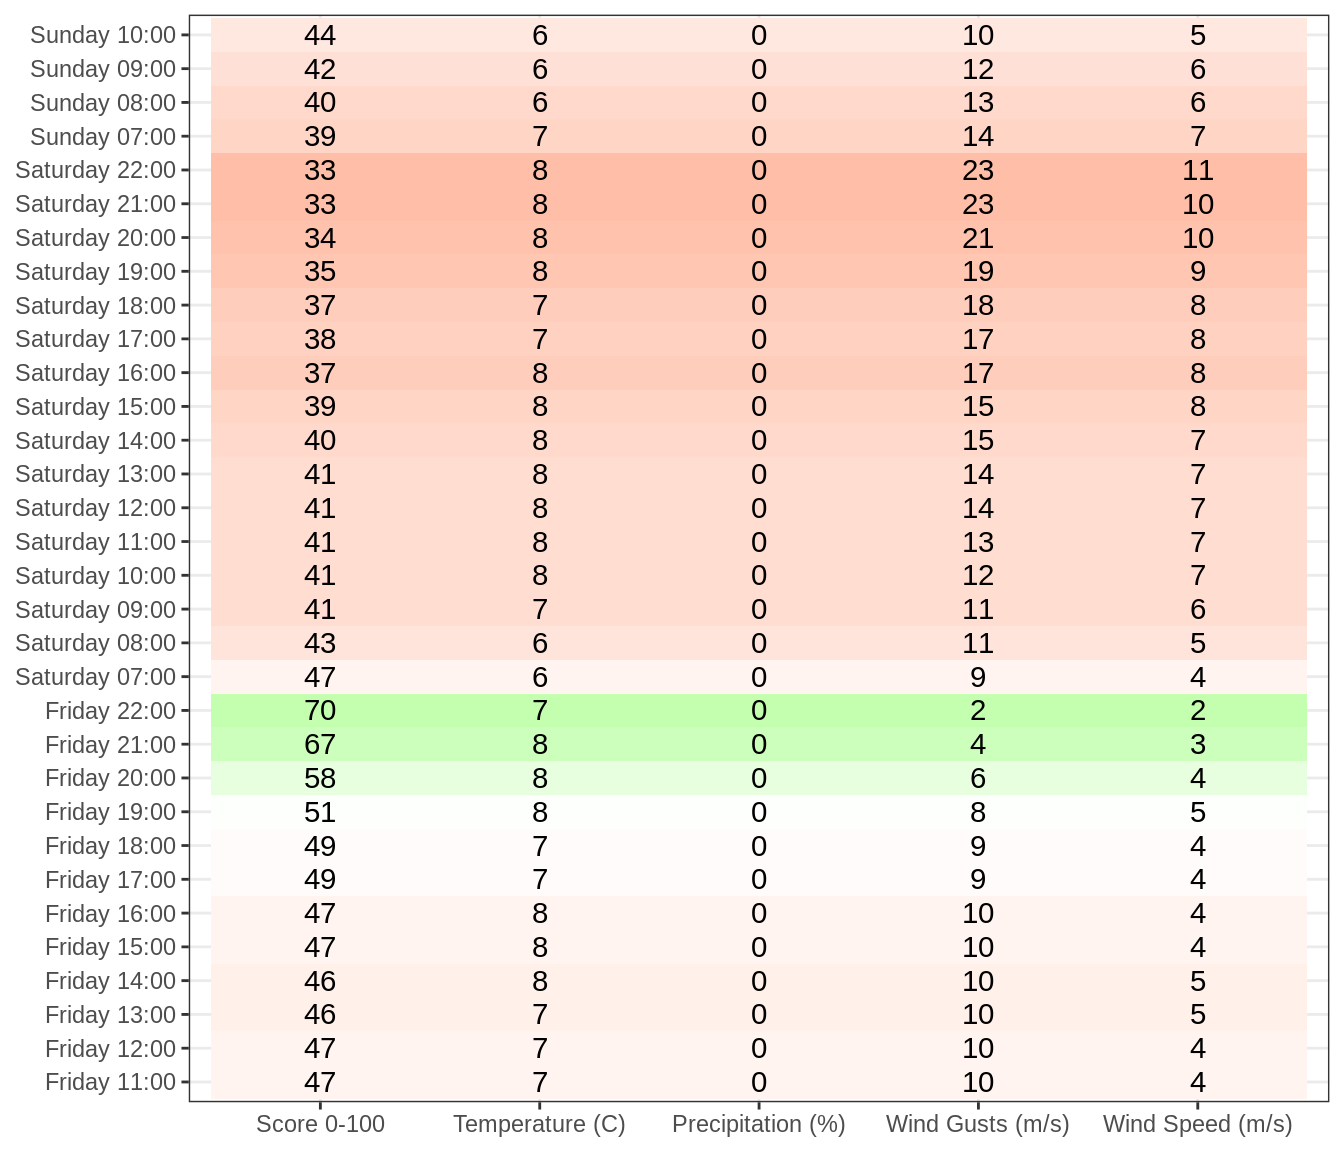 Sunday 10:00 44 6 0 10 5
Sunday 09:00 42 6 0 12 6
Sunday 08:00 40 6 0 13 6
Sunday 07:00 39 7 0 14 7
Saturday 22:00 33 8 0 23 11
Saturday 21:00 33 8 0 23 10
Saturday 20:00 34 8 0 21 10
Saturday 19:00 35 8 0 19 9
Saturday 18:00 37 7 0 18 8
Saturday 17:00 38 7 0 17 8
Saturday 16:00 37 8 0 17 8
Saturday 15:00 39 8 0 15 8
Saturday 14:00 40 8 0 15 7
Saturday 13:00 41 8 0 14 7
Saturday 12:00 41 8 0 14 7
Saturday 11:00 41 8 0 13 7
Saturday 10:00 41 8 0 12 7
Saturday 09:00 41 7 0 11 6
Saturday 08:00 43 6 0 11 5
Saturday 07:00 47 6 0 9 4
Friday 22:00 70 7 0 2 2
Friday 21:00 67 8 0 4 3
Friday 20:00 58 8 0 6 4
Friday 19:00 51 8 0 8 5
Friday 18:00 49 7 0 9 4
Friday 17:00 49 7 0 9 4
Friday 16:00 47 8 0 10 4
Friday 15:00 47 8 0 10 4
Friday 14:00 46 8 0 10 5
Friday 13:00 46 7 0 10 5
Friday 12:00 47 7 0 10 4
Friday 11:00 47 7 0 10 4
Score 0-100 Temperature (C) Precipitation (%) Wind Gusts (m/s) Wind Speed (m/s)